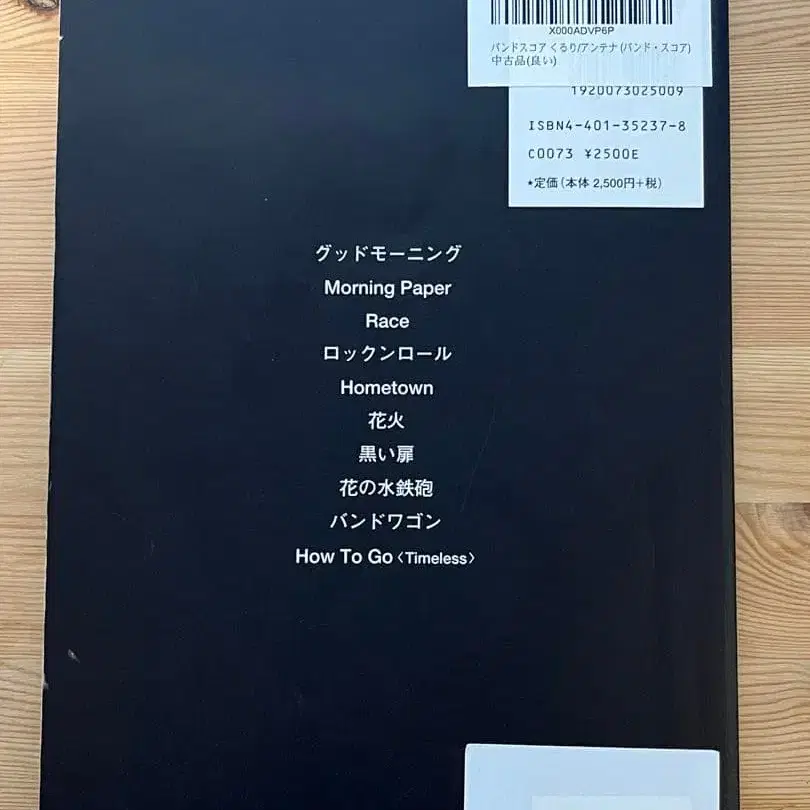 X000ADVP6P
バンドスコア くるり/アンテナ (バンド・スコア)
中古品(良い)
1920073025009
ISBN4-401-35237-8
C0073 ¥2500E
*定価(本体 2,500円+税)
グッドモーニング
Morning Paper
Race
ロックンロール
Hometown
花火
黒い扉
花の水鉄砲
バンドワゴン
How To Go〈Timeless〉